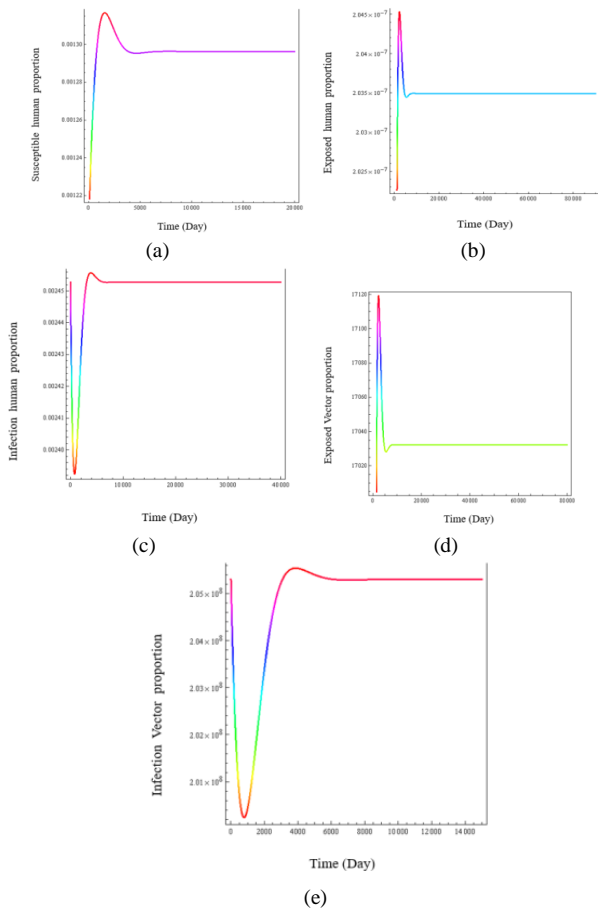 Susceptible human proportion
0.00130
0.00128
0.00126
0.00124
0.00122
0 5000 10000 15000 20000
Time (Day)
(a)
Exposed human proportion
2.045×10⁻⁷
2.04×10⁻⁷
2.035×10⁻⁷
2.03×10⁻⁷
2.025×10⁻⁷
0 20000 40000 60000 80000
Time (Day)
(b)
Infection human proportion
0.00245
0.00244
0.00243
0.00242
0.00241
0.00240
0 10000 20000 30000 40000
Time (Day)
(c)
Exposed Vector proportion
17120
17100
17080
17060
17040
17020
0 20000 40000 60000 80000
Time (Day)
(d)
Infection Vector proportion
2.05×10⁸
2.04×10⁸
2.03×10⁸
2.02×10⁸
2.01×10⁸
0 2000 4000 6000 8000 10000 12000 14000
Time (Day)
(e)